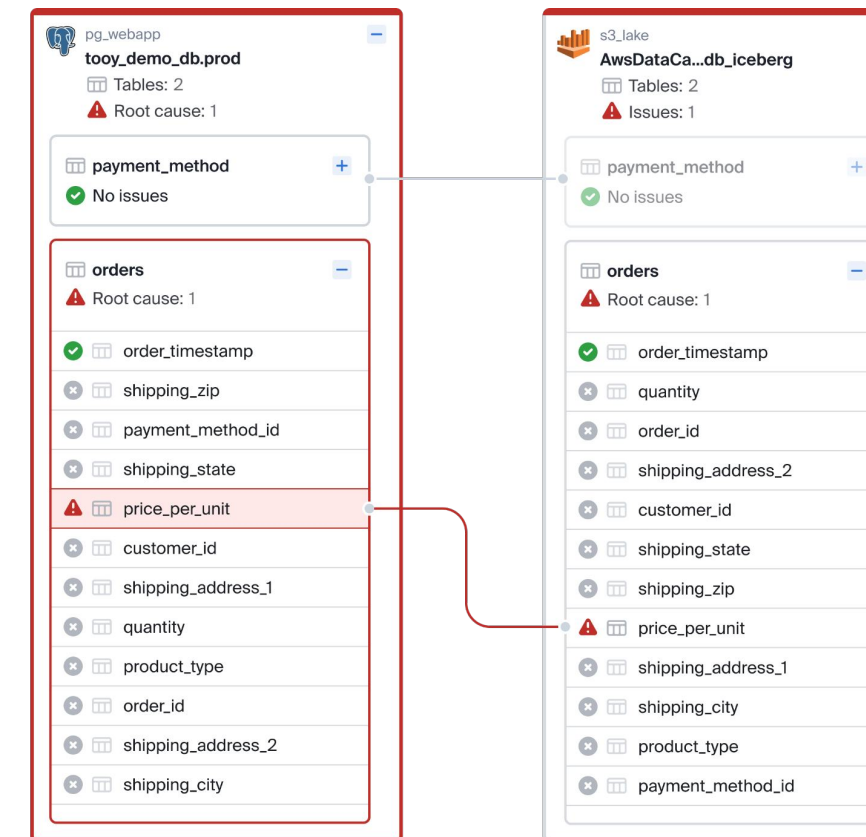 pg_webapp
tooy_demo_db.prod
Tables: 2
Root cause: 1
payment_method
No issues
orders
Root cause: 1
order_timestamp
shipping_zip
payment_method_id
shipping_state
price_per_unit
customer_id
shipping_address_1
quantity
product_type
order_id
shipping_address_2
shipping_city
s3_lake
AwsDataCa...db_iceberg
Tables: 2
Issues: 1
payment_method
No issues
orders
Root cause: 1
order_timestamp
quantity
order_id
shipping_address_2
customer_id
shipping_state
shipping_zip
price_per_unit
shipping_address_1
shipping_city
product_type
payment_method_id